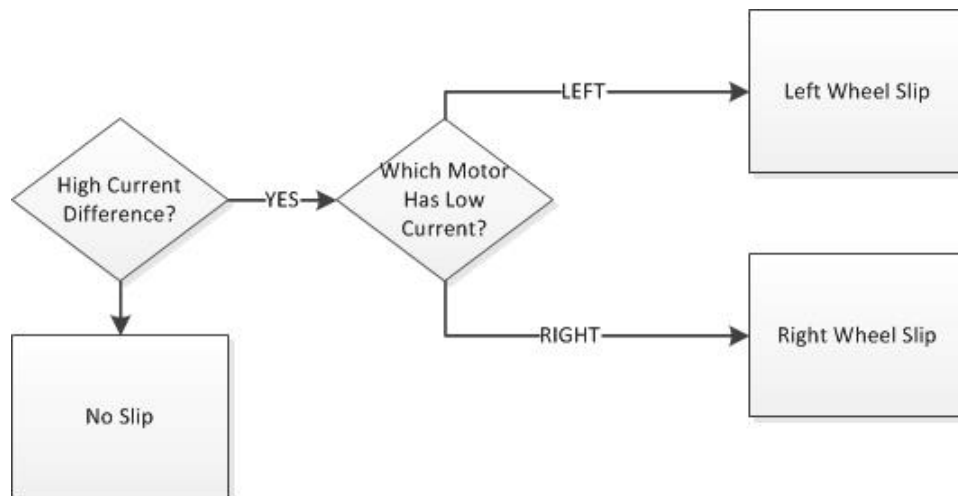 LEFT
Left Wheel Slip
High Current
Difference?
YES
Which Motor
Has Low
Current?
RIGHT
Right Wheel Slip
No Slip